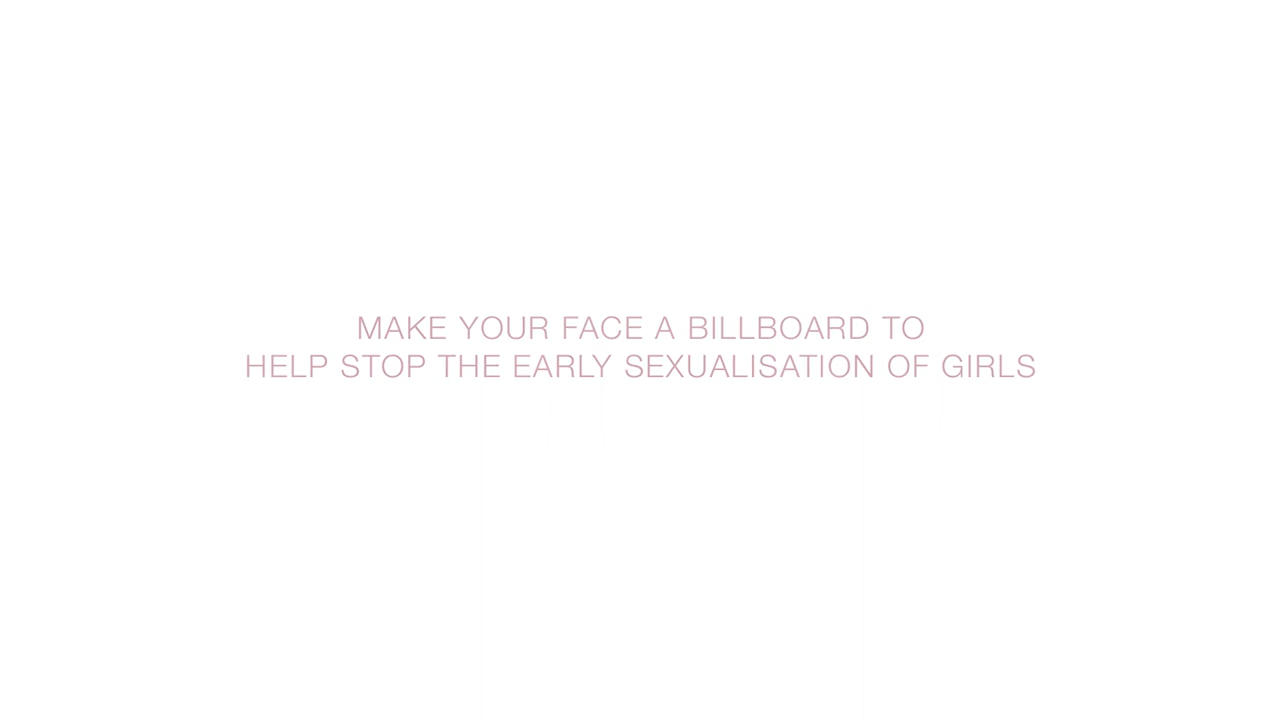 MAKE YOUR FACE A BILLBOARD TO
HELP STOP THE EARLY SEXUALISATION OF GIRLS